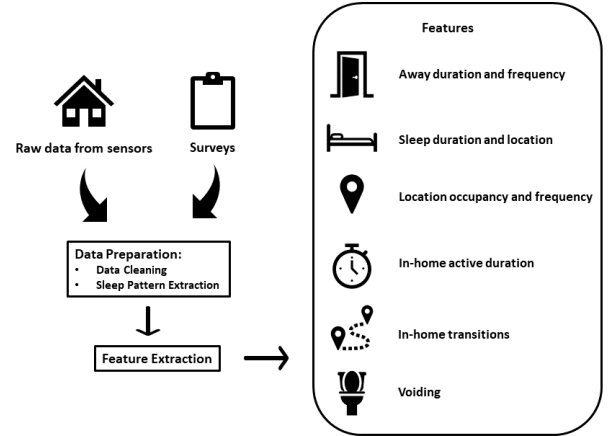 Raw data from sensors
Surveys
Data Preparation:
• Data Cleaning
• Sleep Pattern Extraction
Feature Extraction
Features
Away duration and frequency
Sleep duration and location
Location occupancy and frequency
In-home active duration
In-home transitions
Voiding